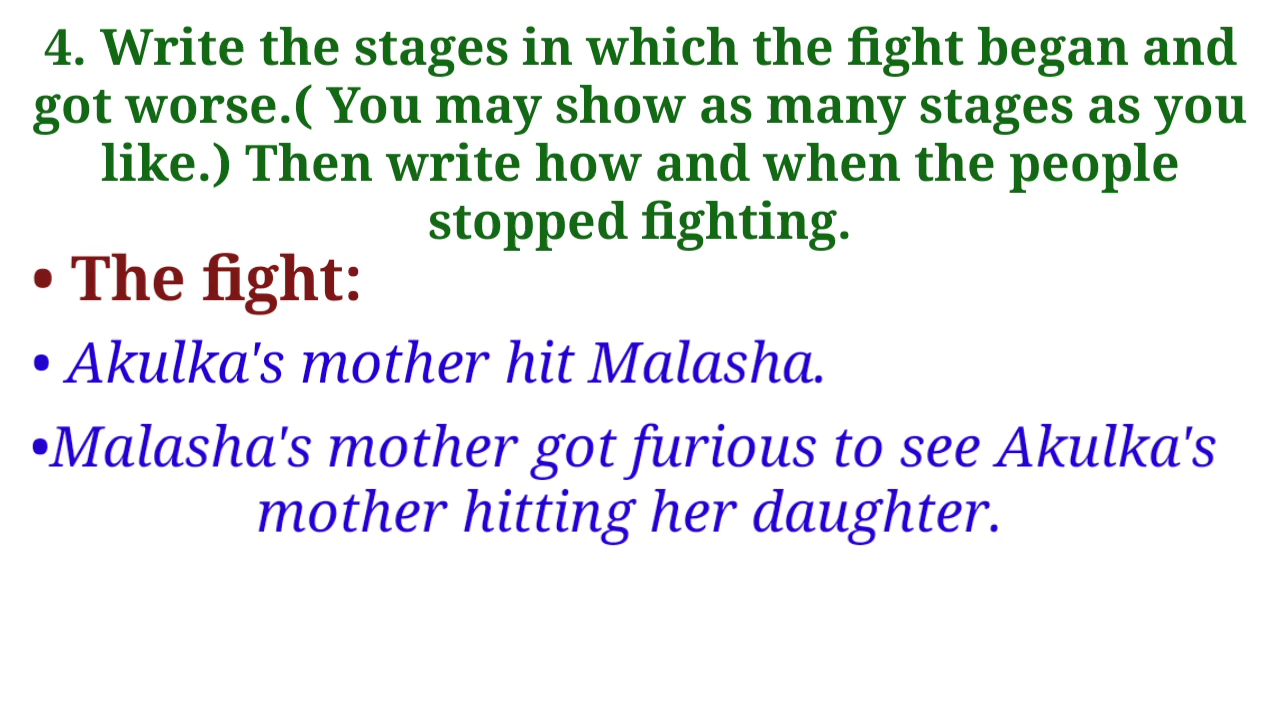 4. Write the stages in which the fight began and
got worse.( You may show as many stages as you
like.) Then write how and when the people
stopped fighting.
• The fight:
• Akulka's mother hit Malasha.
•Malasha's mother got furious to see Akulka's
mother hitting her daughter.